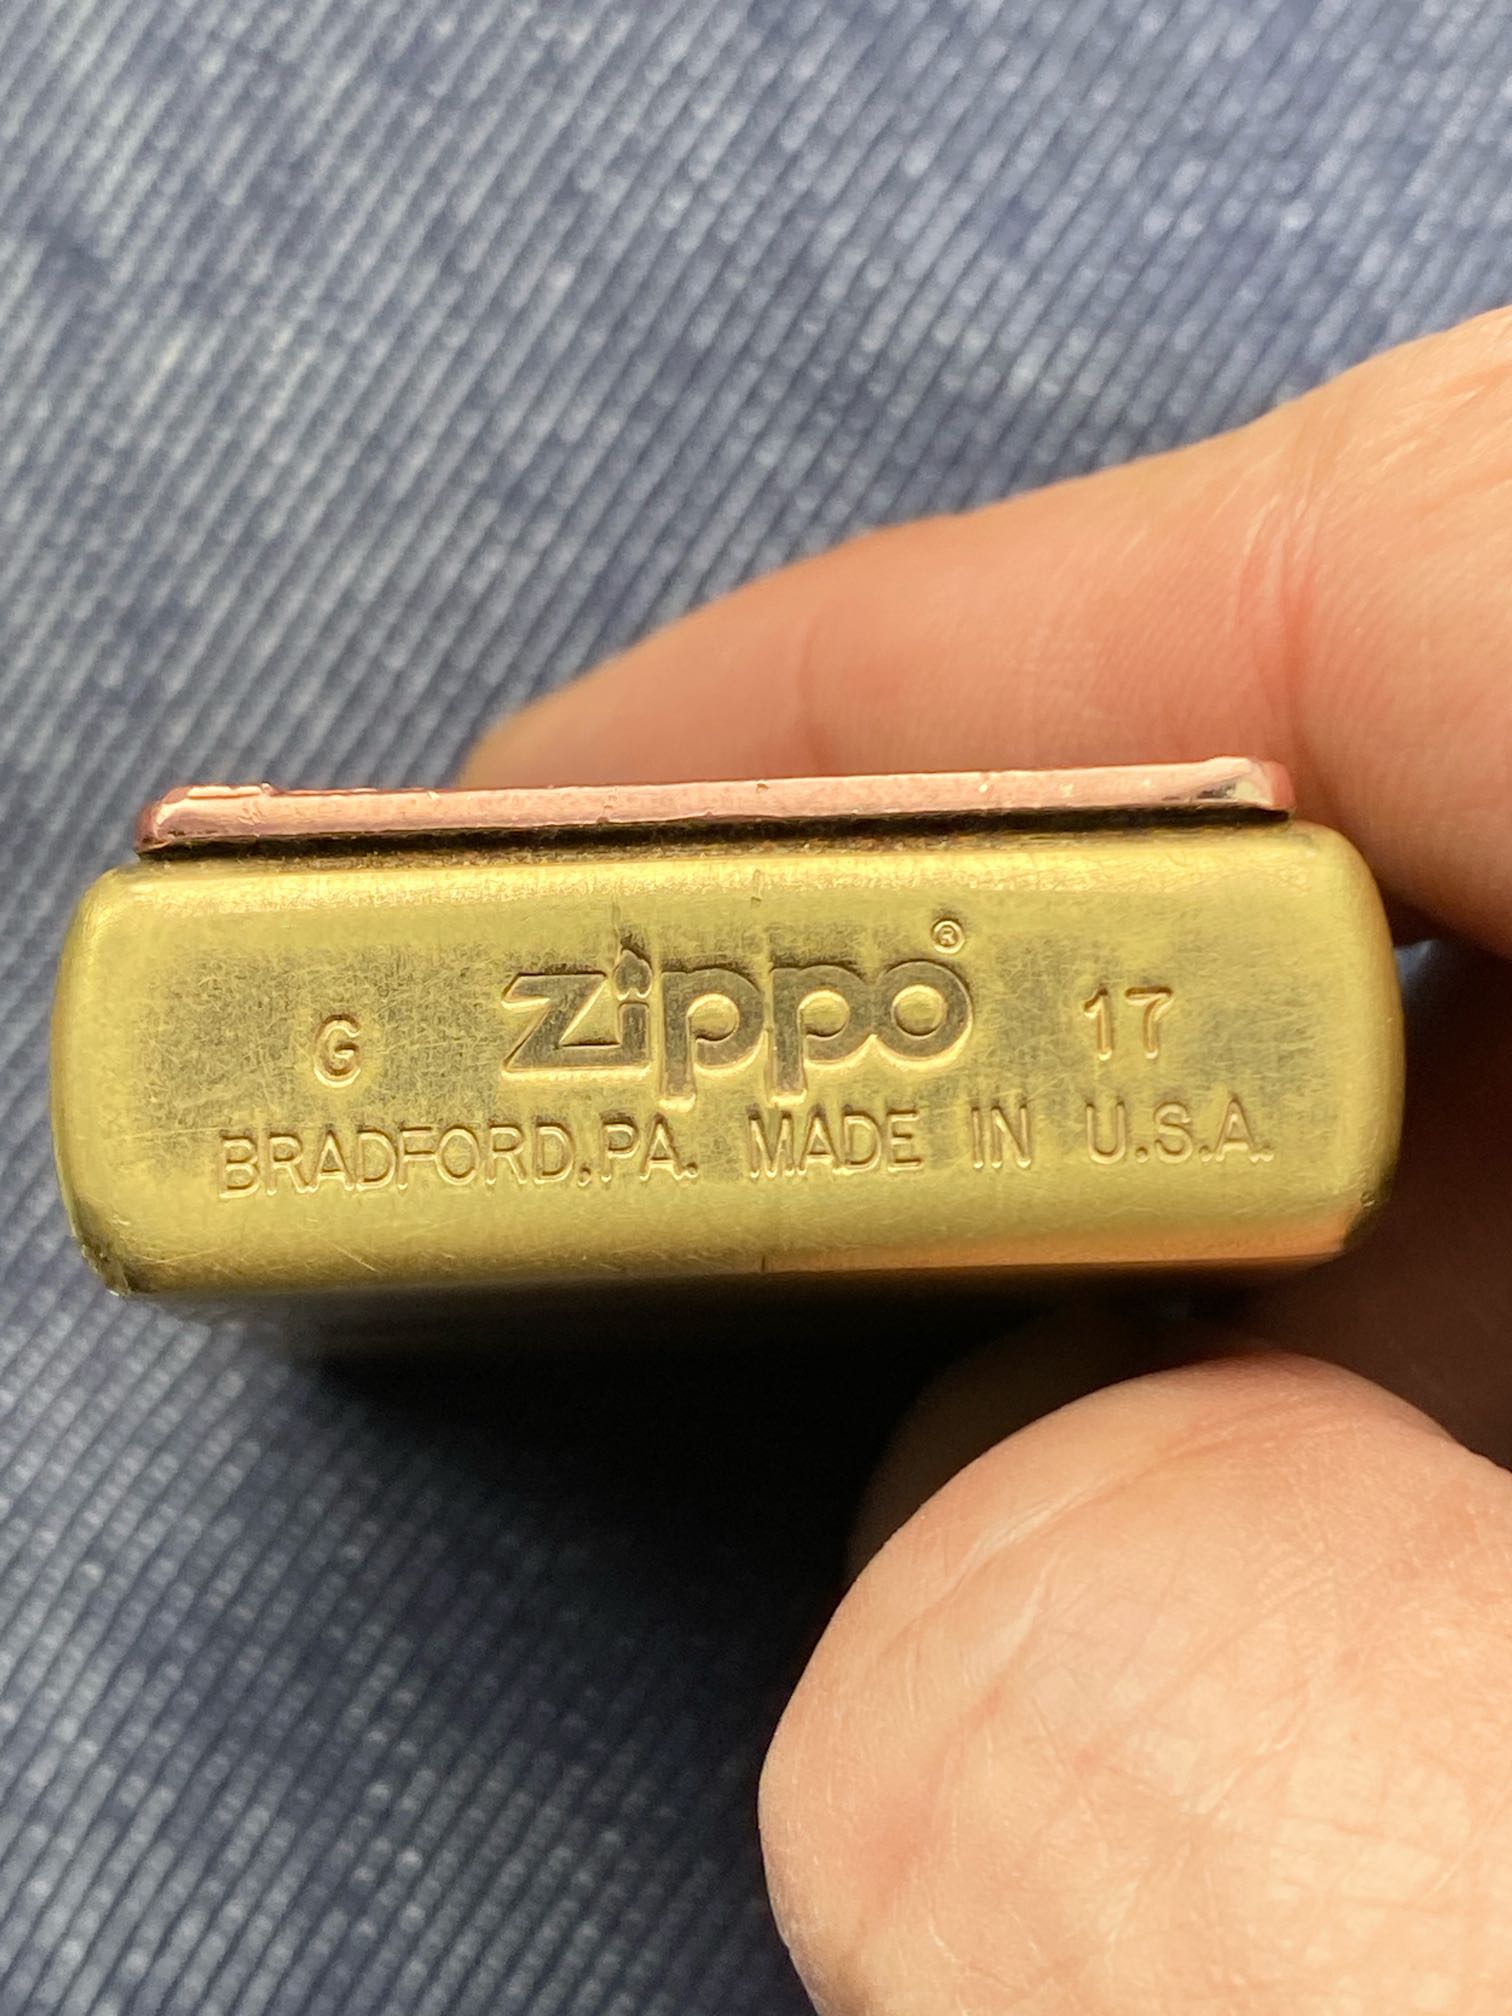 G zippo® 17
BRADFORD, PA. MADE IN U.S.A.